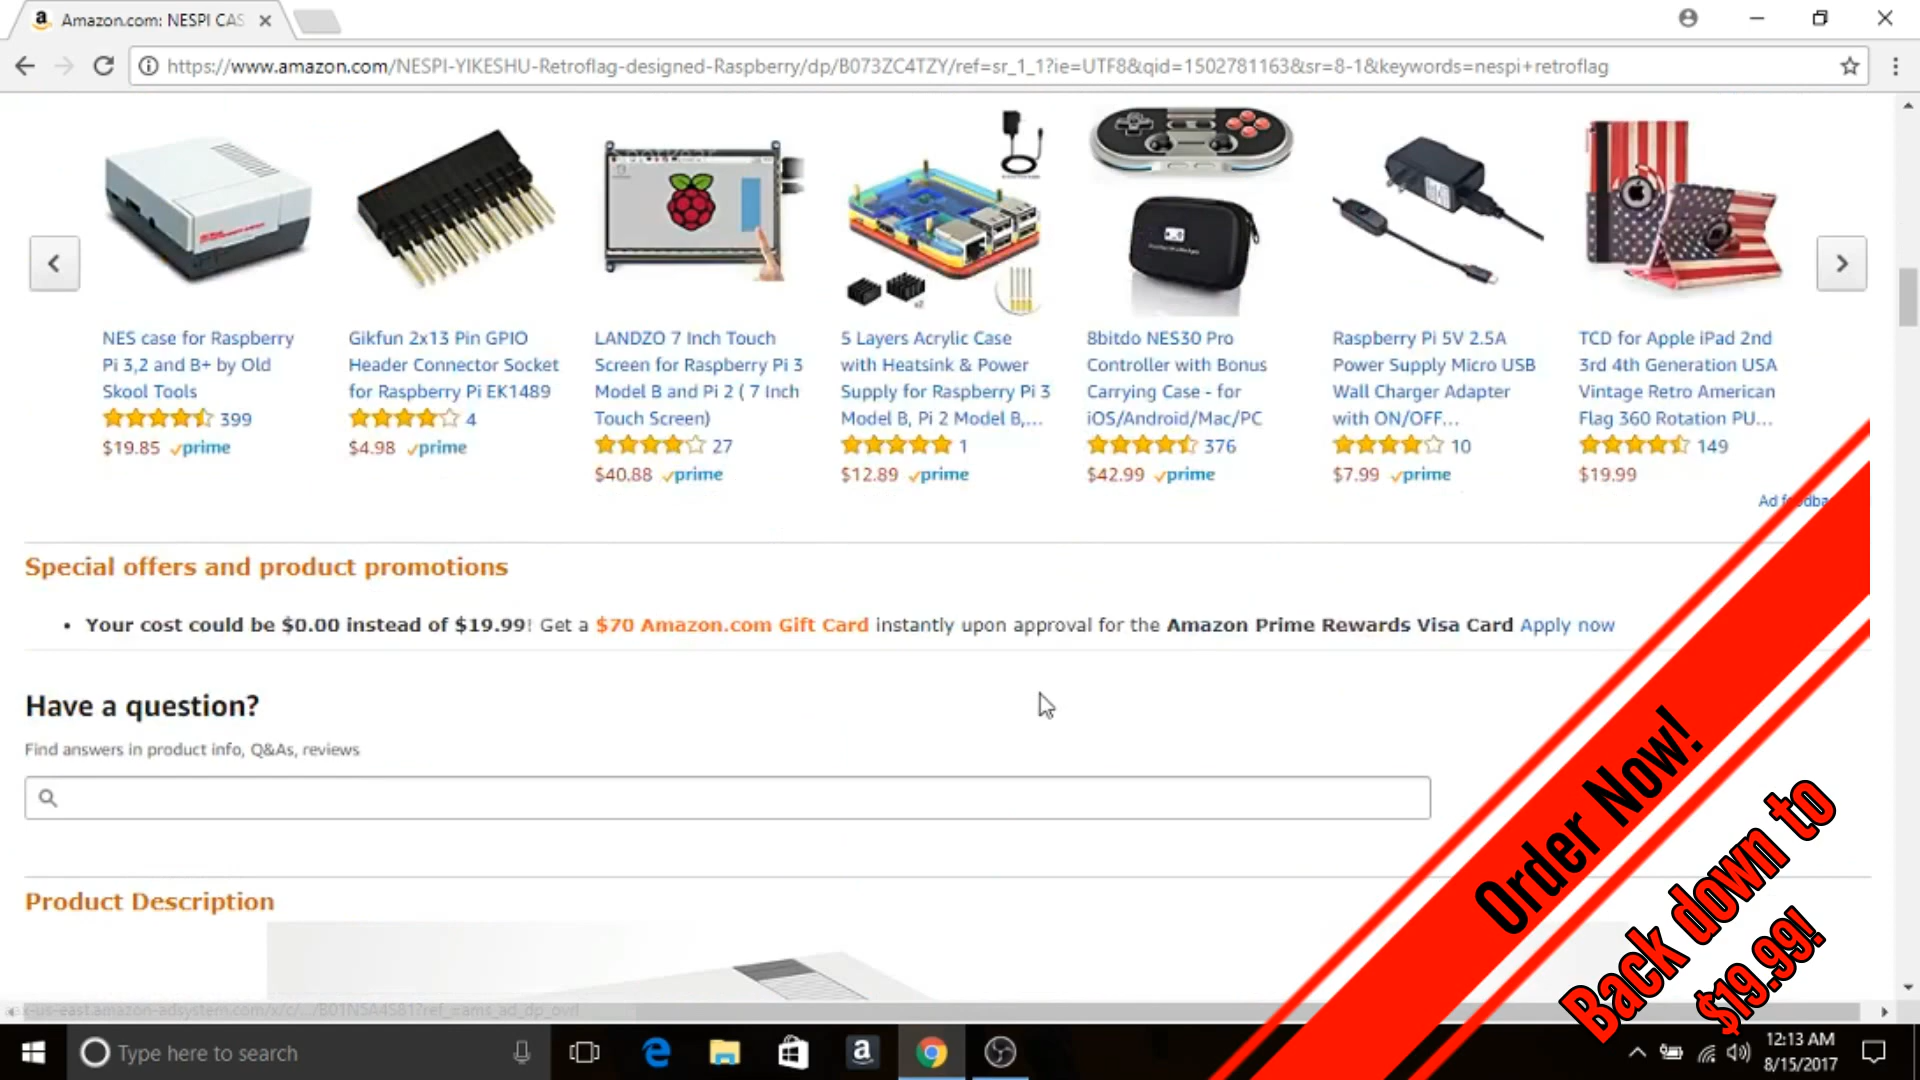 Amazon.com: NESPI CAS
https://www.amazon.com/NESPI-YIKESHU-Retroflag-designed-Raspberry/dp/B073ZC4TZY/ref=sr_1_1?ie=UTF8&qid=1502781163&sr=8-1&keywords=nespi+retroflag
NES case for Raspberry
Pi 3,2 and B+ by Old
Skool Tools
399
$19.85 prime
Gikfun 2x13 Pin GPIO
Header Connector Socket
for Raspberry Pi EK1489
4
$4.98 prime
LANDZO 7 Inch Touch
Screen for Raspberry Pi 3
Model B and Pi 2 ( 7 Inch
Touch Screen)
27
$40.88 prime
5 Layers Acrylic Case
with Heatsink & Power
Supply for Raspberry Pi 3
Model B, Pi 2 Model B,...
1
$12.89 prime
8bitdo NES30 Pro
Controller with Bonus
Carrying Case - for
iOS/Android/Mac/PC
376
$42.99 prime
Raspberry Pi 5V 2.5A
Power Supply Micro USB
Wall Charger Adapter
with ON/OFF...
10
$7.99 prime
TCD for Apple iPad 2nd
3rd 4th Generation USA
Vintage Retro American
Flag 360 Rotation PU...
149
$19.99
Ad
Special offers and product promotions
• Your cost could be $0.00 instead of $19.99! Get a $70 Amazon.com Gift Card instantly upon approval for the Amazon Prime Rewards Visa Card Apply now
Have a question?
Find answers in product info, Q&As, reviews
Product Description
Order Now!
Back down to
$19.99!
x-us-east.amazon-adsystem.com/x/c/.../B01N5A4S81?ref_=ams_ad_dp_ovrl
Type here to search
12:13 AM
8/15/2017